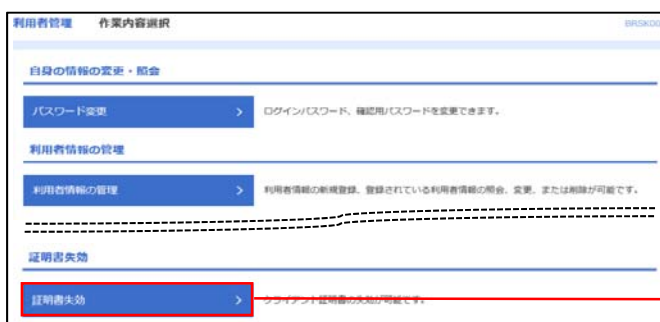 利用者管理 作業内容選択 BRSK00
自身の情報の変更・照会
パスワード変更 > ログインパスワード、確認用パスワードを変更できます。
利用者情報の管理
利用者情報の管理 > 利用者情報の新規登録、登録されている利用者情報の照会、変更、または削除が可能です。
証明書失効
証明書失効 > クライアント証明書の失効が可能です。